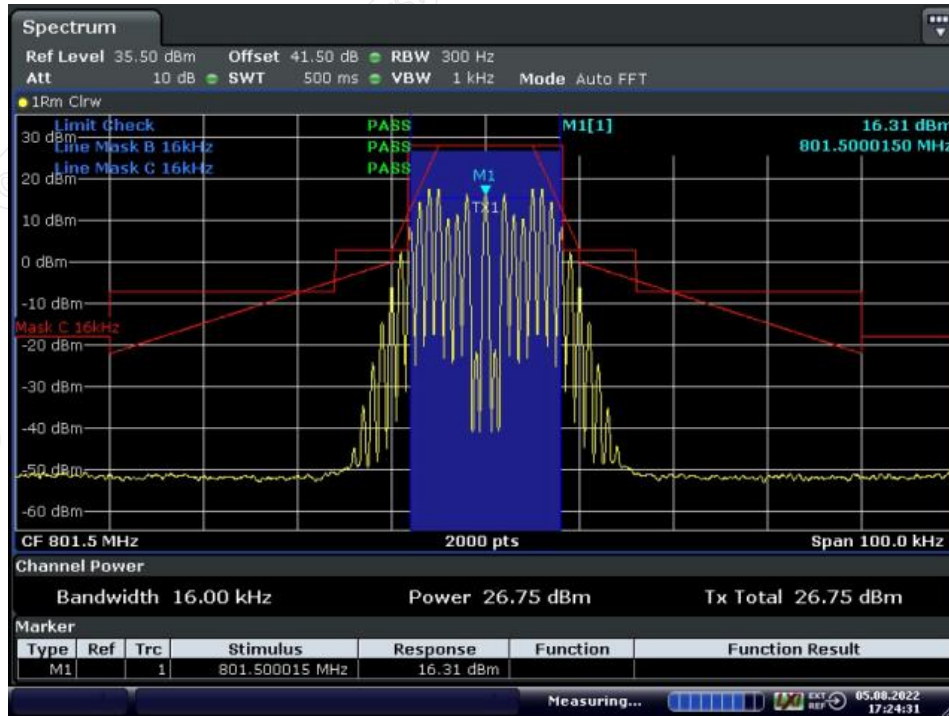 Spectrum
Ref Level 35.50 dBm Offset 41.50 dB RBW 300 Hz
Att 10 dB SWT 500 ms VBW 1 kHz Mode Auto FFT
1Rm Clrw
Limit Check PASS M1[1] 16.31 dBm
30 dBm
Line Mask B 16kHz PASS 801.5000150 MHz
Line Mask C 16kHz PASS
20 dBm
M1
TX1
10 dBm
0 dBm
-10 dBm
Mask C 16kHz
-20 dBm
-30 dBm
-40 dBm
-50 dBm
-60 dBm
CF 801.5 MHz 2000 pts Span 100.0 kHz
Channel Power
Bandwidth 16.00 kHz Power 26.75 dBm Tx Total 26.75 dBm
Marker
Type Ref Trc Stimulus Response Function Function Result
M1 1 801.500015 MHz 16.31 dBm
Measuring... LXI EXT REF 05.08.2022
17:24:31